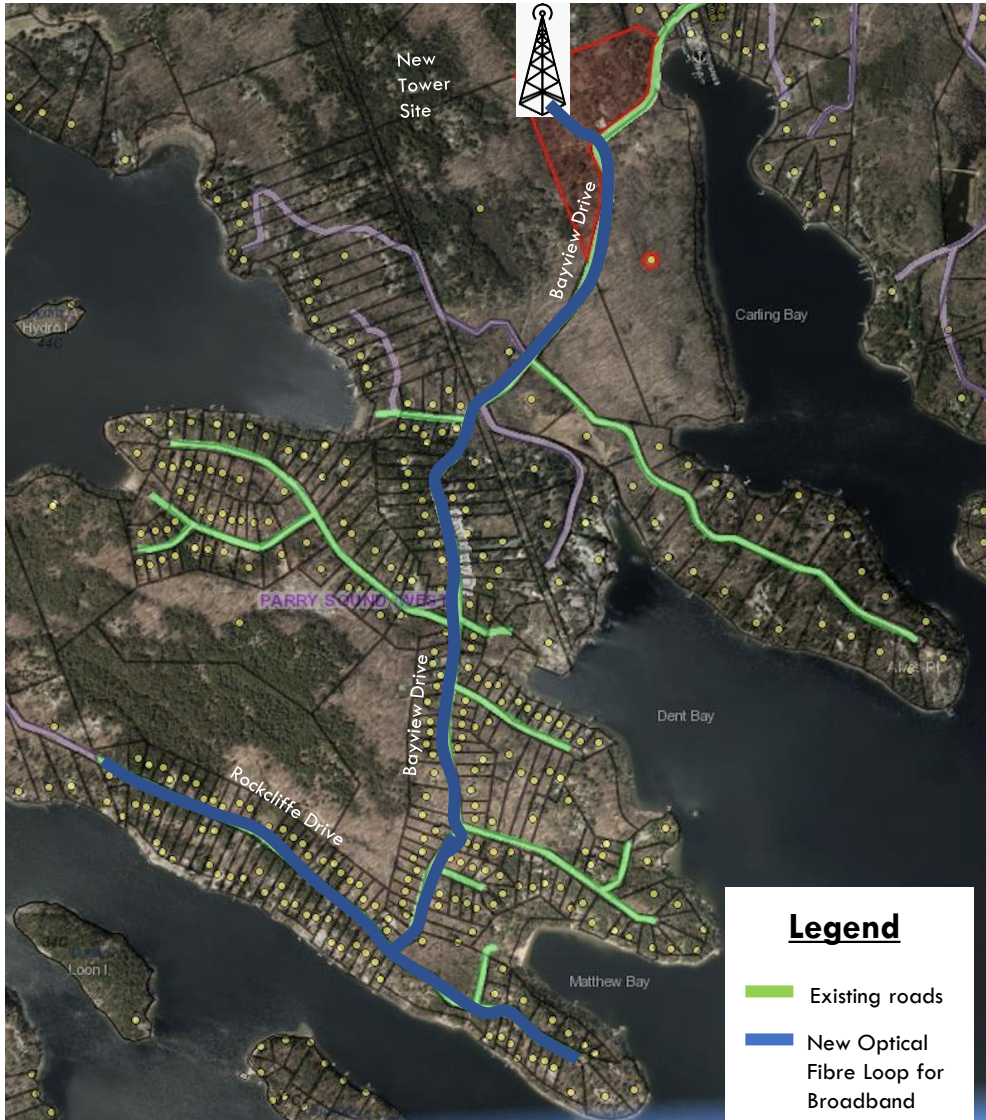 New
Tower
Site
Bayview Drive
Carling Bay
Hydro I.
44C
PARRY SOUND WEST
Dent Bay
Bayview Drive
Rockcliffe Drive
Loon I.
Matthew Bay
Legend
Existing roads
New Optical
Fibre Loop for
Broadband